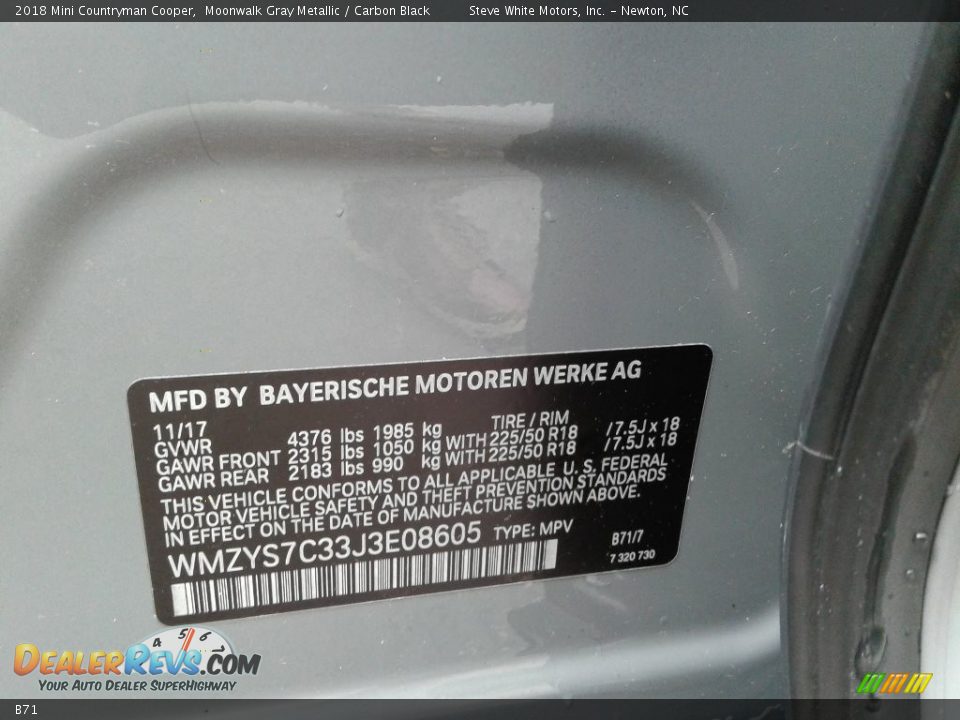 2018 Mini Countryman Cooper, Moonwalk Gray Metallic / Carbon Black Steve White Motors, Inc. - Newton, NC
MFD BY BAYERISCHE MOTOREN WERKE AG
11/17 TIRE / RIM
GVWR 4376 lbs 1985 kg
GAWR FRONT 2315 lbs 1050 kg WITH 225/50 R18 /7.5J x 18
GAWR REAR 2183 lbs 990 kg WITH 225/50 R18 /7.5J x 18
THIS VEHICLE CONFORMS TO ALL APPLICABLE U. S. FEDERAL
MOTOR VEHICLE SAFETY AND THEFT PREVENTION STANDARDS
IN EFFECT ON THE DATE OF MANUFACTURE SHOWN ABOVE.
WMZYS7C33J3E08605 TYPE: MPV B71/7
7 320 730
4 5 6
DEALERREVS.COM
YOUR AUTO DEALER SUPERHIGHWAY
B71